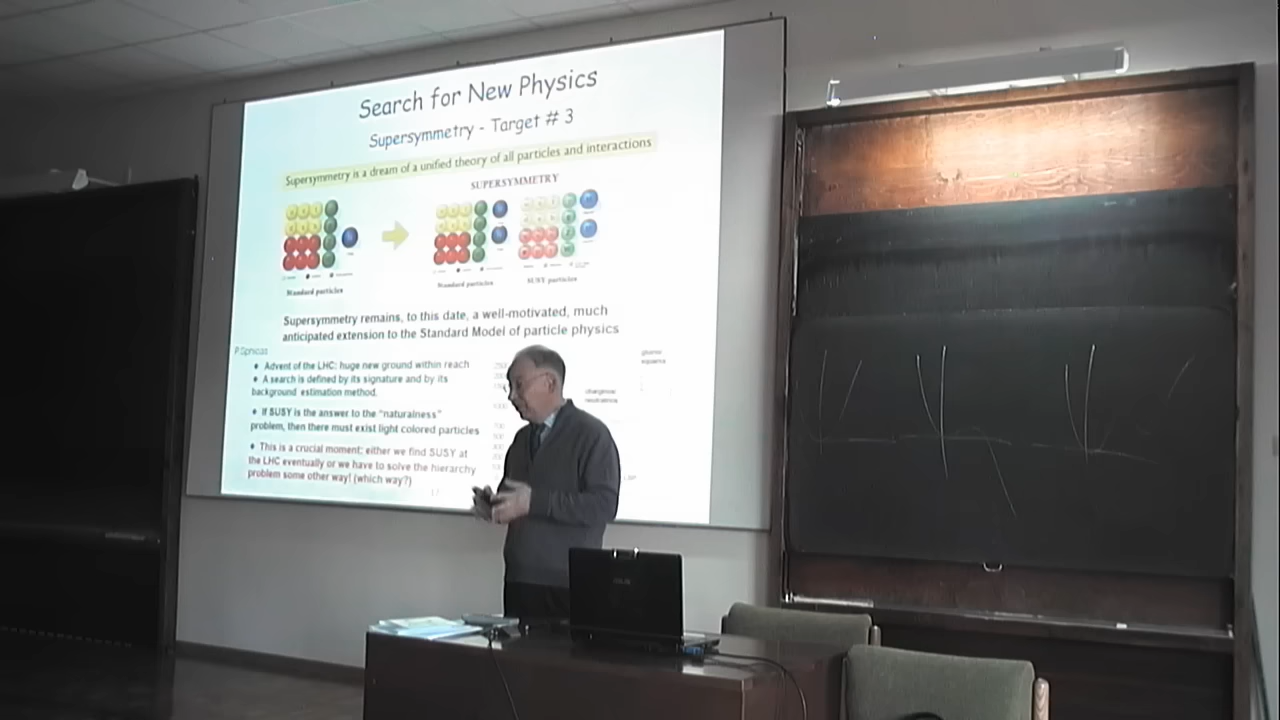 Search for New Physics
Supersymmetry - Target # 3
Supersymmetry is a dream of a unified theory of all particles and interactions
SUPERSYMMETRY
Standard particles
Standard particles
SUSY particles
Supersymmetry remains, to this date, a well-motivated, much
anticipated extension to the Standard Model of particle physics
P.Sphicas
Advent of the LHC: huge new ground within reach
A search is defined by its signature and by its
background estimation method.
If SUSY is the answer to the "naturalness"
problem, then there must exist light colored particles
This is a crucial moment: either we find SUSY at
the LHC eventually or we have to solve the hierarchy
problem some other way! (which way?)
17
ASUS